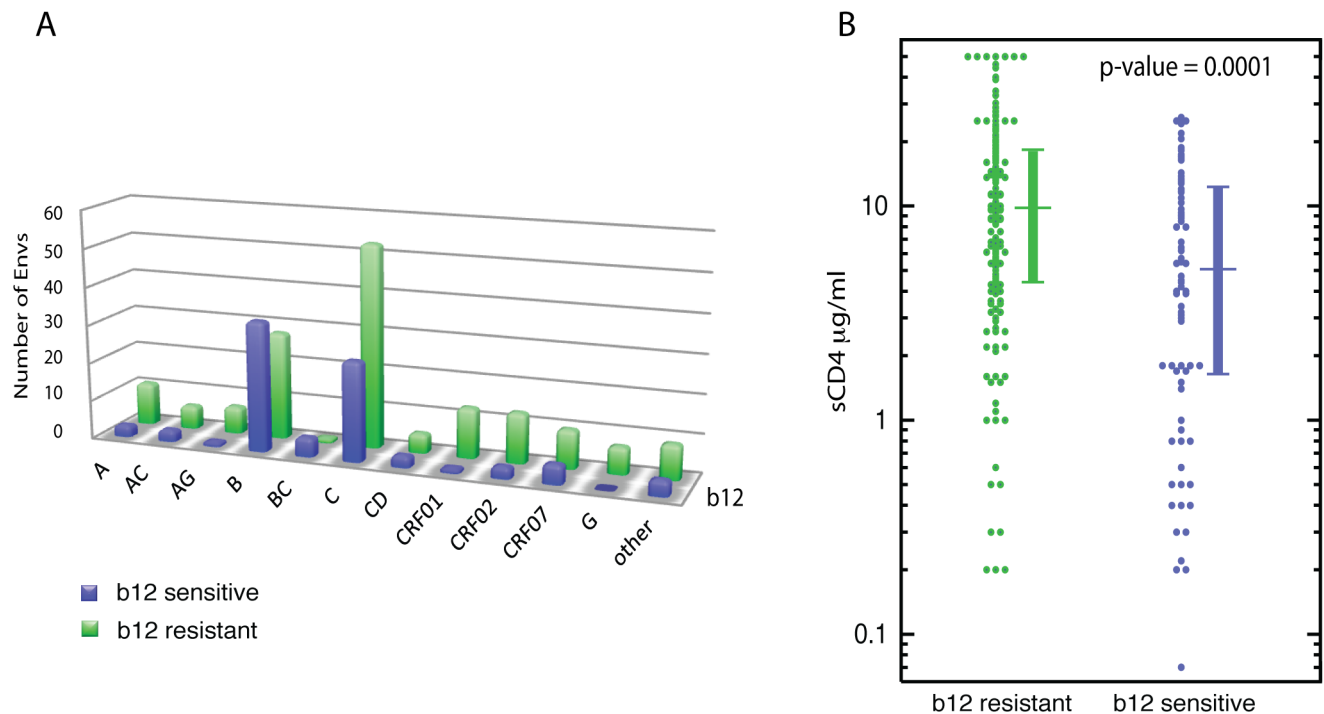 A
Number of Envs
60
50
40
30
20
10
0
A
AC
AG
B
BC
C
CD
CRF01
CRF02
CRF07
G
other
b12
b12 sensitive
b12 resistant
B
p-value = 0.0001
sCD4 µg/ml
10
1
0.1
b12 resistant
b12 sensitive